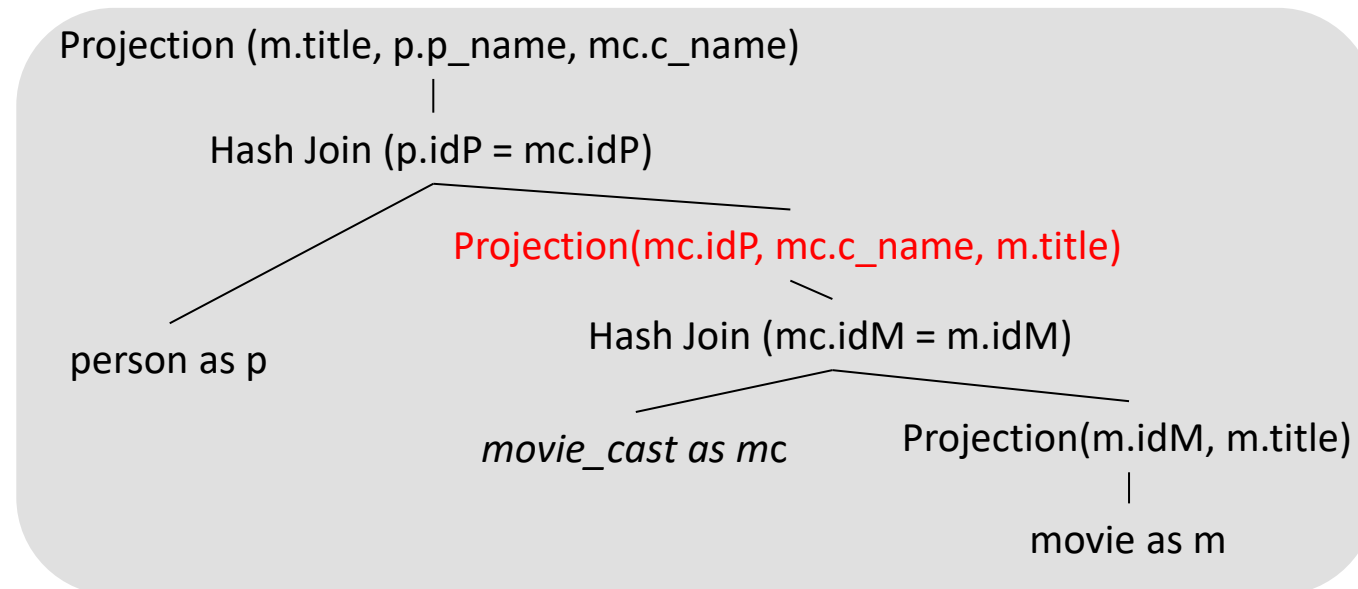 Projection (m.title, p.p_name, mc.c_name)
Hash Join (p.idP = mc.idP)
Projection(mc.idP, mc.c_name, m.title)
Hash Join (mc.idM = m.idM)
person as p
movie_cast as mc
Projection(m.idM, m.title)
movie as m